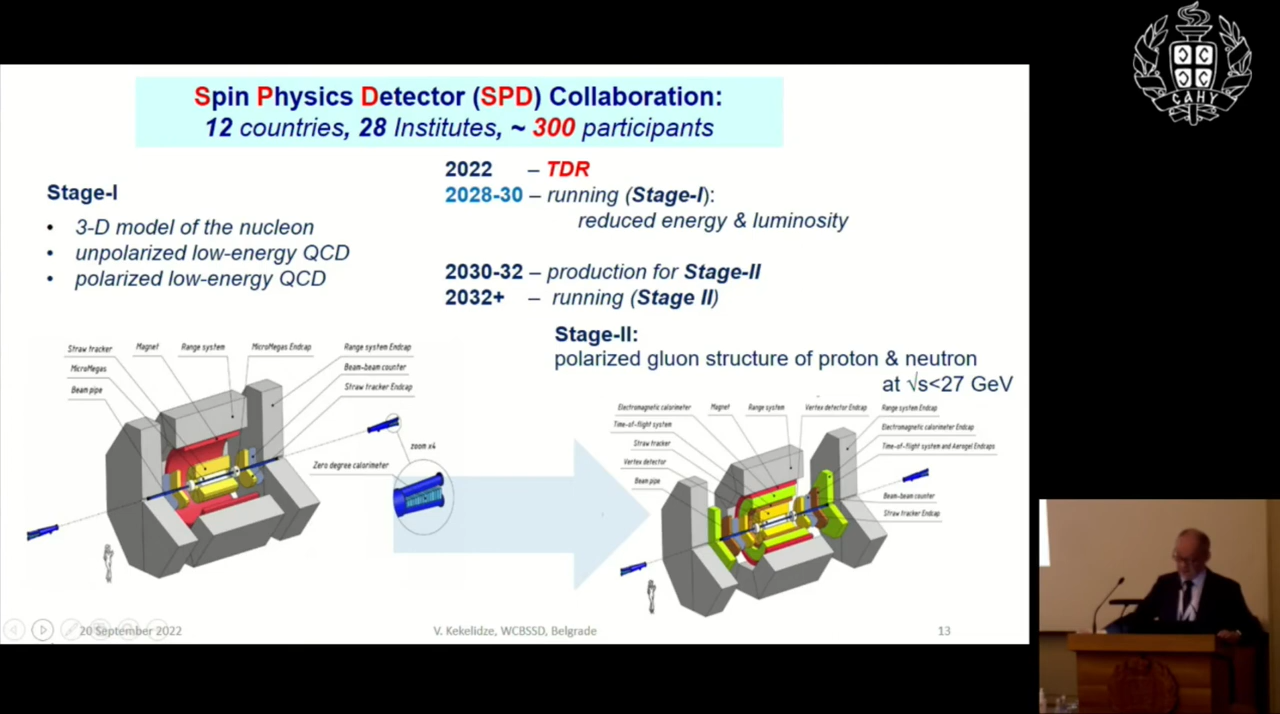 Spin Physics Detector (SPD) Collaboration:
12 countries, 28 Institutes, ~ 300 participants
Stage-I
• 3-D model of the nucleon
• unpolarized low-energy QCD
• polarized low-energy QCD
2022 – TDR
2028-30 – running (Stage-I):
reduced energy & luminosity
2030-32 – production for Stage-II
2032+ – running (Stage II)
Stage-II:
polarized gluon structure of proton & neutron
at √s<27 GeV
Straw tracker
Magnet
Range system
MicroMegas Endcap
Range system Endcap
MicroMegas
Beam-beam counter
Beam pipe
Straw tracker Endcap
zoom x4
Zero degree calorimeter
Electromagnetic calorimeter
Magnet
Range system
Vertex detector Endcap
Range system Endcap
Time-of-flight system
Electromagnetic calorimeter Endcap
Straw tracker
Time-of-flight system and Aerogel Endcaps
Vertex detector
Beam pipe
Beam-beam counter
Straw tracker Endcap
20 September 2022
V. Kekelidze, WCBSSD, Belgrade
13
САНУ